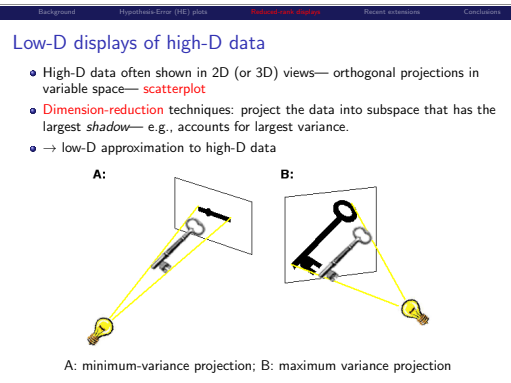 Background Hypothesis-Error (HE) plots Reduced-rank displays Recent extensions Conclusions
Low-D displays of high-D data
High-D data often shown in 2D (or 3D) views— orthogonal projections in
variable space— scatterplot
Dimension-reduction techniques: project the data into subspace that has the
largest shadow— e.g., accounts for largest variance.
→ low-D approximation to high-D data
A: B:
A: minimum-variance projection; B: maximum variance projection